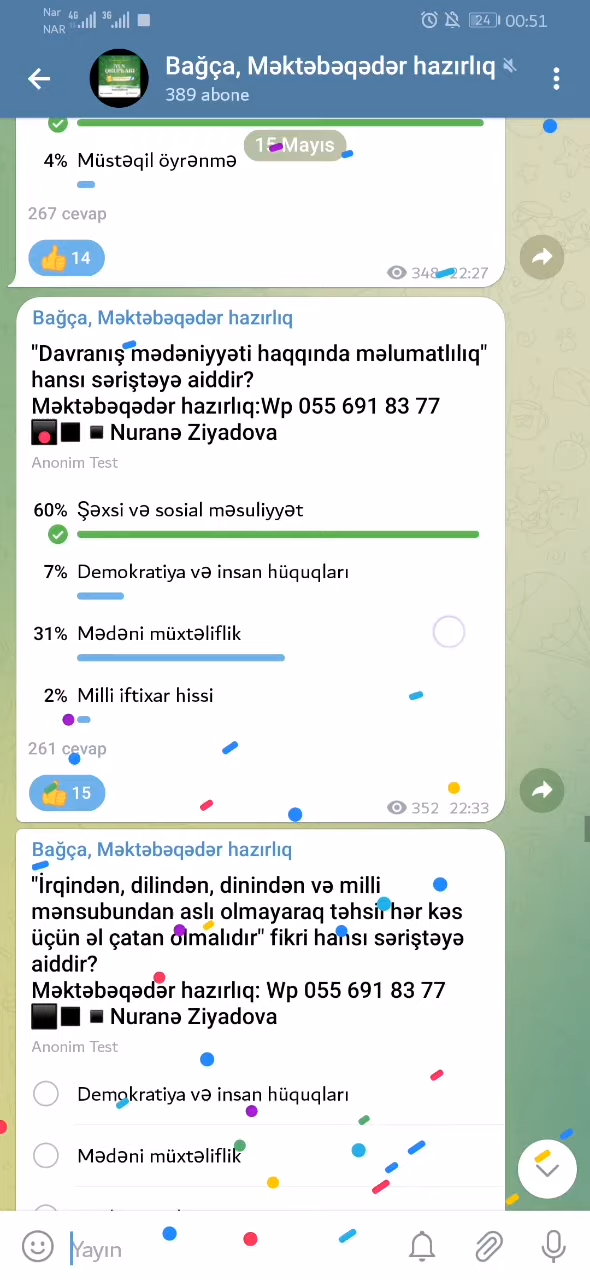 Nar 4G 3G 24 00:51
NAR
Bağça, Məktəbəqədər hazırlıq
389 abone
15 Mayıs
4% Müstəqil öyrənmə
267 cevap
14
348 22:27
Bağça, Məktəbəqədər hazırlıq
"Davranış mədəniyyəti haqqında məlumatlılıq"
hansı səriştəyə aiddir?
Məktəbəqədər hazırlıq:Wp 055 691 83 77
Nuranə Ziyadova
Anonim Test
60% Şəxsi və sosial məsuliyyət
7% Demokratiya və insan hüquqları
31% Mədəni müxtəliflik
2% Milli iftixar hissi
261 cevap
15
352 22:33
Bağça, Məktəbəqədər hazırlıq
"İrqindən, dilindən, dinindən və milli
mənsubundan aslı olmayaraq təhsil hər kəs
üçün əl çatan olmalıdır" fikri hansı səriştəyə
aiddir?
Məktəbəqədər hazırlıq: Wp 055 691 83 77
Nuranə Ziyadova
Anonim Test
Demokratiya və insan hüquqları
Mədəni müxtəliflik
Yayın